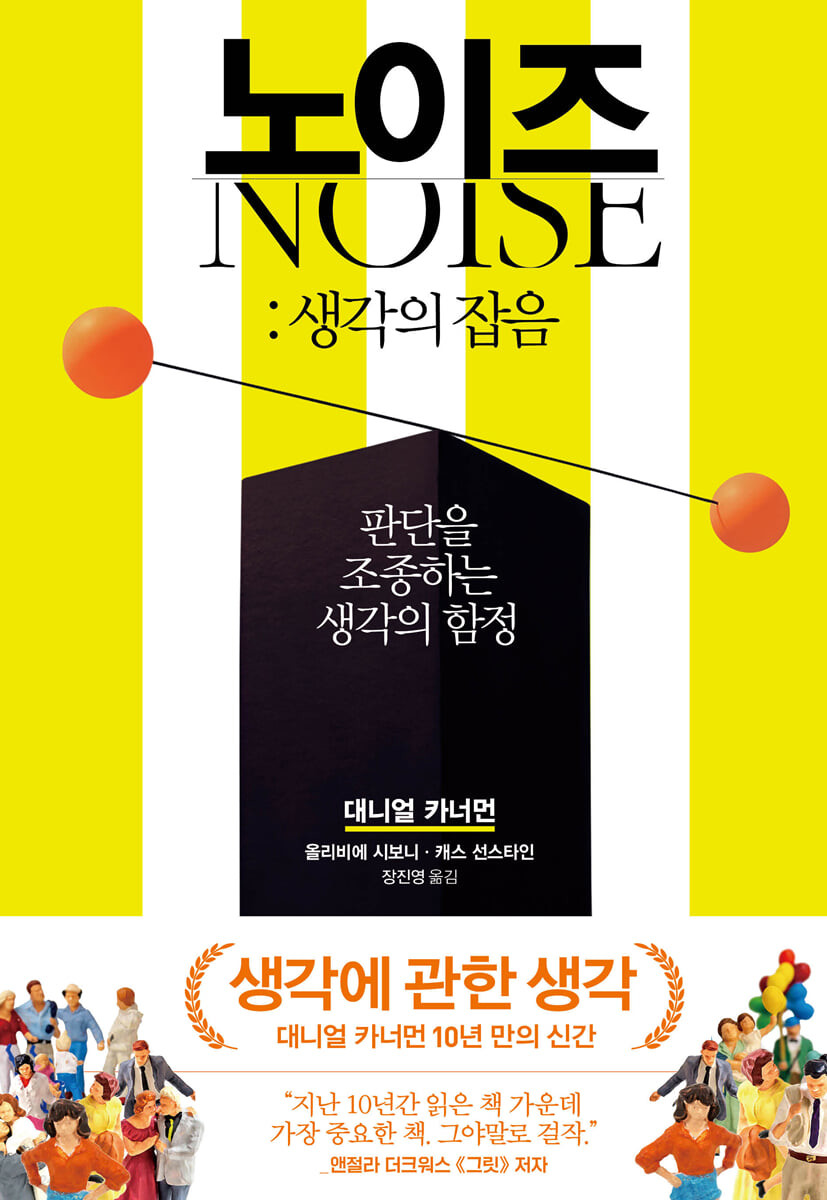 노이즈
NOISE
: 생각의 잡음
판단을
조종하는
생각의 함정
대니얼 카너먼
올리비에 시보니 · 캐스 선스타인
장진영 옮김
생각에 관한 생각
대니얼 카너먼 10년 만의 신간
“지난 10년간 읽은 책 가운데
가장 중요한 책. 그야말로 걸작.”
_앤절라 더크워스 《그릿》 저자